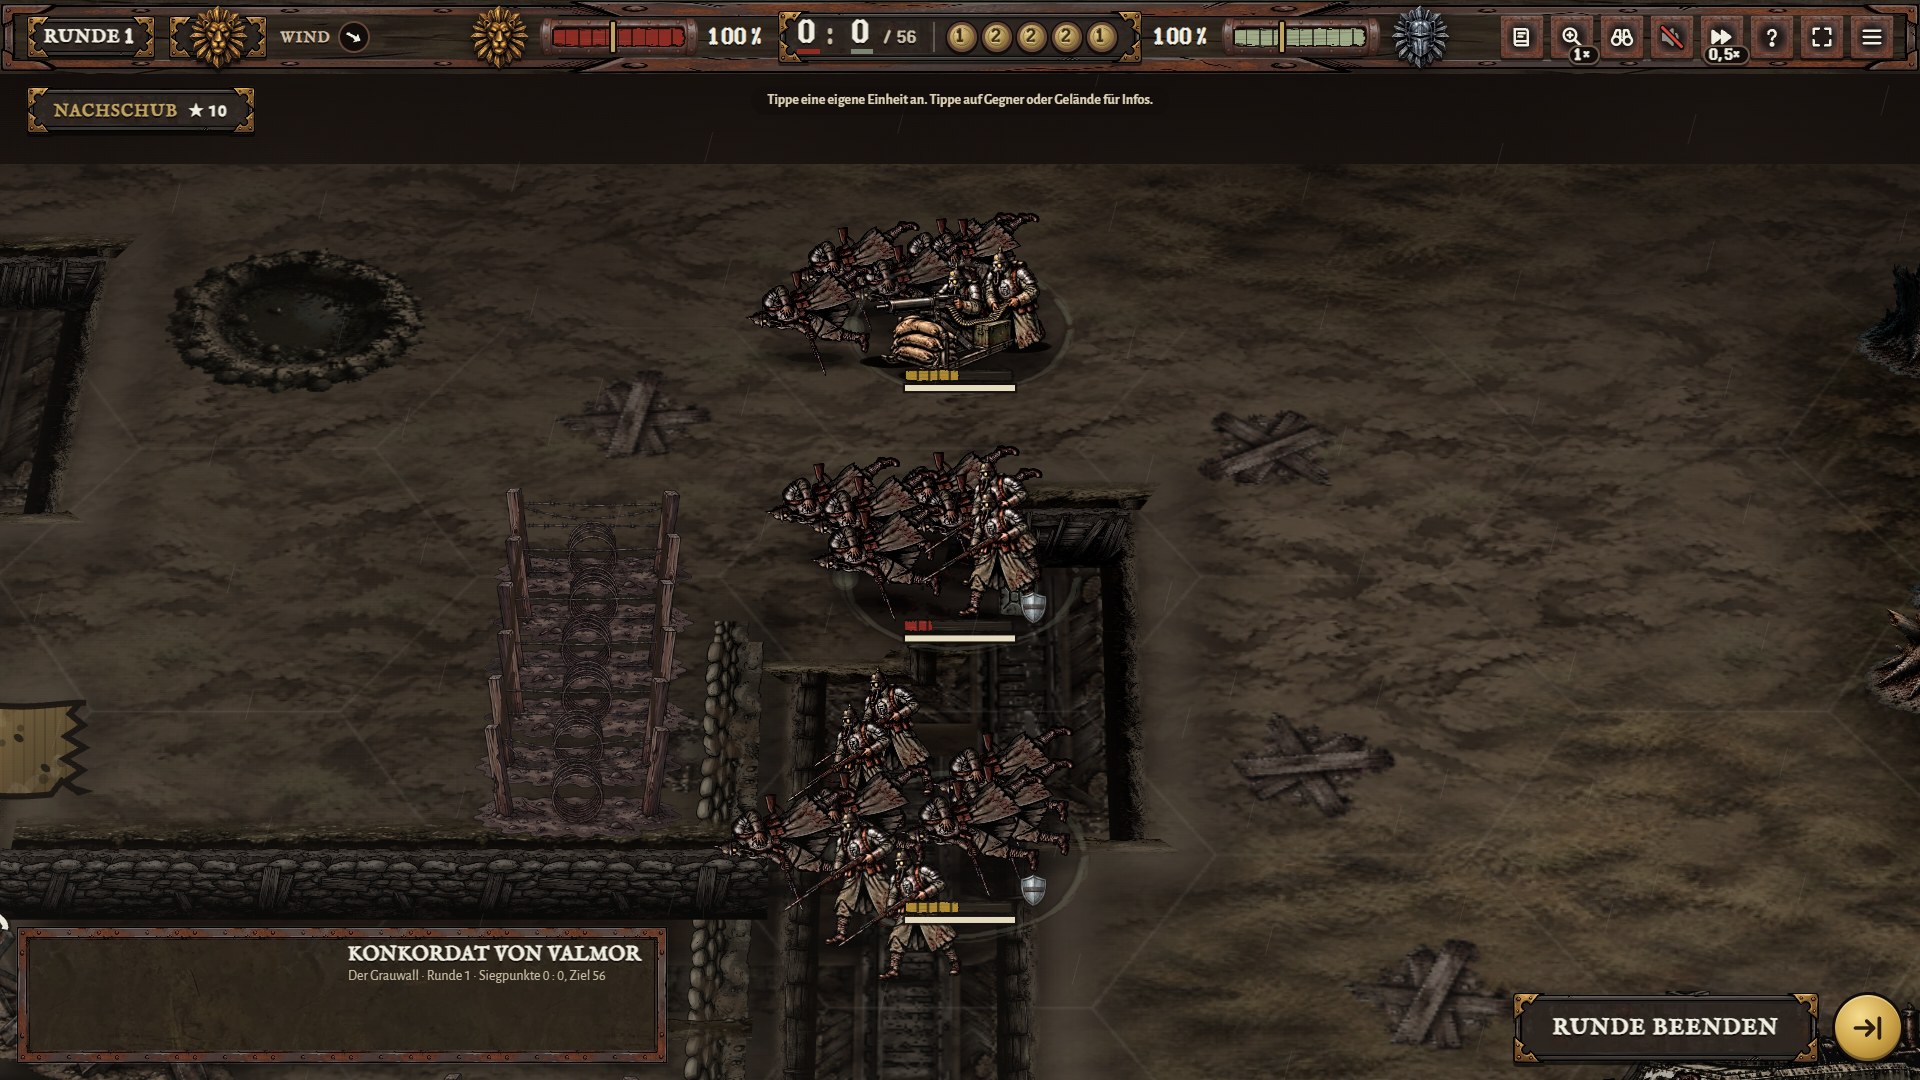 RUNDE 1
WIND
100 %
0 : 0 / 56
1 2 2 2 1
100 %
1×
0,5×
?
NACHSCHUB ★ 10
Tippe eine eigene Einheit an. Tippe auf Gegner oder Gelände für Infos.
KONKORDAT VON VALMOR
Der Grauwall · Runde 1 · Siegpunkte 0 : 0, Ziel 56
RUNDE BEENDEN